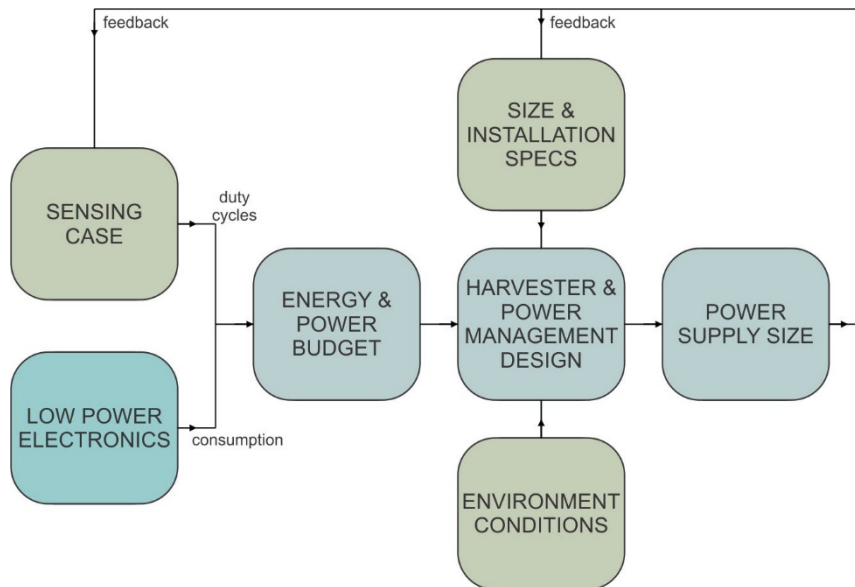 feedback
feedback
SIZE &
INSTALLATION
SPECS
SENSING
CASE
duty
cycles
ENERGY &
POWER
BUDGET
HARVESTER &
POWER
MANAGEMENT
DESIGN
POWER
SUPPLY SIZE
LOW POWER
ELECTRONICS
consumption
ENVIRONMENT
CONDITIONS